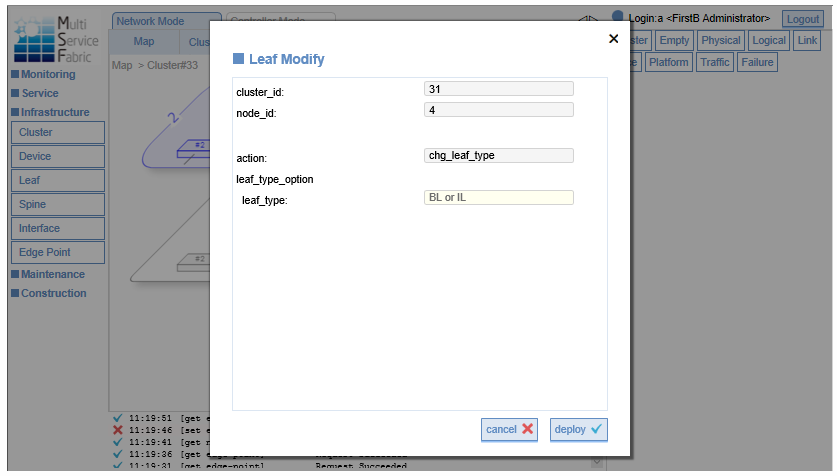 Multi
Service
Fabric
Network Mode
Controller Mode
Login:a <FirstB Administrator>
Logout
Map
Empty
Physical
Logical
Link
Platform
Traffic
Failure
Map > Cluster#33
Monitoring
Service
Infrastructure
Cluster
Device
Leaf
Spine
Interface
Edge Point
Maintenance
Construction
2
#2
#2
Leaf Modify
cluster_id: 31
node_id: 4
action: chg_leaf_type
leaf_type_option
leaf_type: BL or IL
cancel
deploy
11:19:51 [get
11:19:46 [set
11:19:41 [get
11:19:36 [get edge-point] Request Succeeded
11:19:31 [get edge-point] Request Succeeded